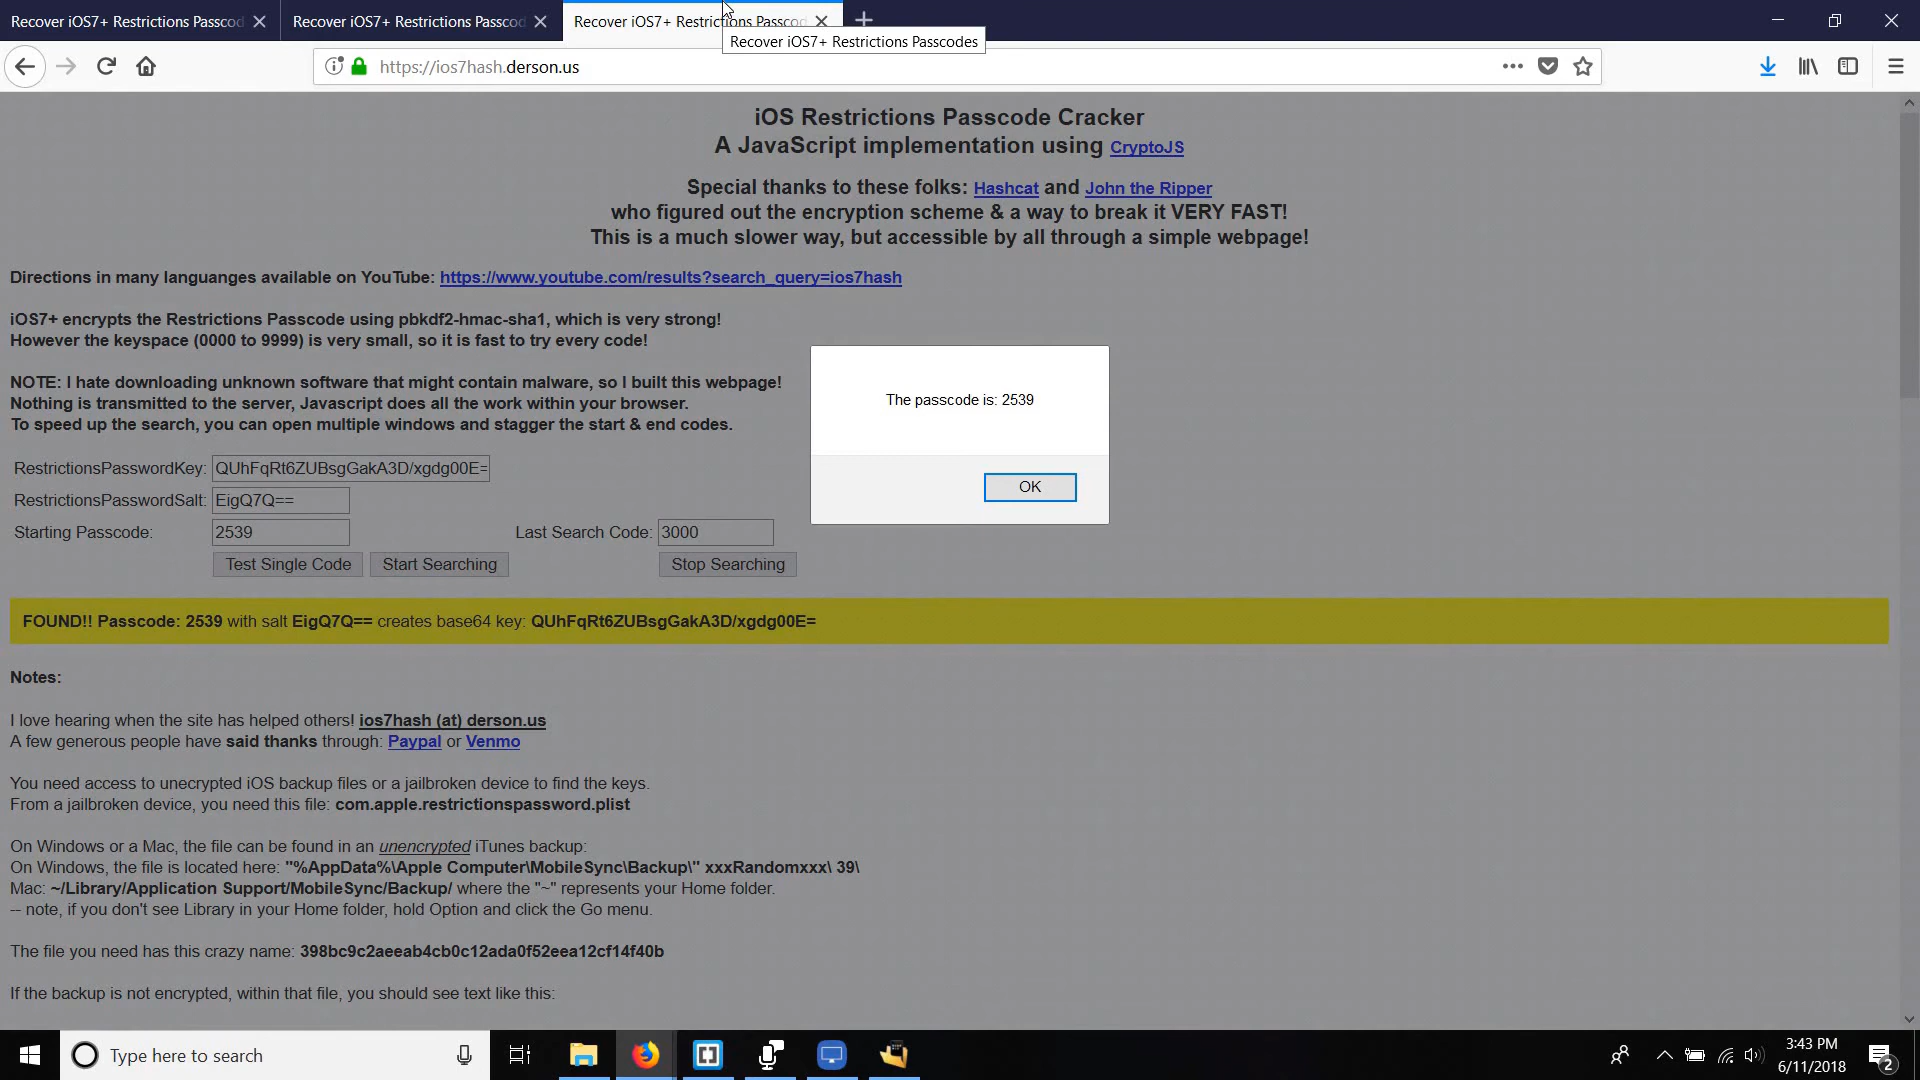 Recover iOS7+ Restrictions Passcod
Recover iOS7+ Restrictions Passcod
Recover iOS7+ Restrictions Passco
Recover iOS7+ Restrictions Passcodes
https://ios7hash.derson.us
iOS Restrictions Passcode Cracker
A JavaScript implementation using CryptoJS
Special thanks to these folks: Hashcat and John the Ripper
who figured out the encryption scheme & a way to break it VERY FAST!
This is a much slower way, but accessible by all through a simple webpage!
Directions in many languanges available on YouTube: https://www.youtube.com/results?search_query=ios7hash
iOS7+ encrypts the Restrictions Passcode using pbkdf2-hmac-sha1, which is very strong!
However the keyspace (0000 to 9999) is very small, so it is fast to try every code!
NOTE: I hate downloading unknown software that might contain malware, so I built this webpage!
Nothing is transmitted to the server, Javascript does all the work within your browser.
To speed up the search, you can open multiple windows and stagger the start & end codes.
The passcode is: 2539
OK
RestrictionsPasswordKey: QUhFqRt6ZUBsgGakA3D/xgdg00E=
RestrictionsPasswordSalt: EigQ7Q==
Starting Passcode: 2539 Last Search Code: 3000
Test Single Code Start Searching Stop Searching
FOUND!! Passcode: 2539 with salt EigQ7Q== creates base64 key: QUhFqRt6ZUBsgGakA3D/xgdg00E=
Notes:
I love hearing when the site has helped others! ios7hash (at) derson.us
A few generous people have said thanks through: Paypal or Venmo
You need access to unecrypted iOS backup files or a jailbroken device to find the keys.
From a jailbroken device, you need this file: com.apple.restrictionspassword.plist
On Windows or a Mac, the file can be found in an unencrypted iTunes backup:
On Windows, the file is located here: "%AppData%\Apple Computer\MobileSync\Backup\" xxxRandomxxx\ 39\
Mac: ~/Library/Application Support/MobileSync/Backup/ where the "~" represents your Home folder.
-- note, if you don't see Library in your Home folder, hold Option and click the Go menu.
The file you need has this crazy name: 398bc9c2aeeab4cb0c12ada0f52eea12cf14f40b
If the backup is not encrypted, within that file, you should see text like this:
Type here to search
3:43 PM
6/11/2018
2